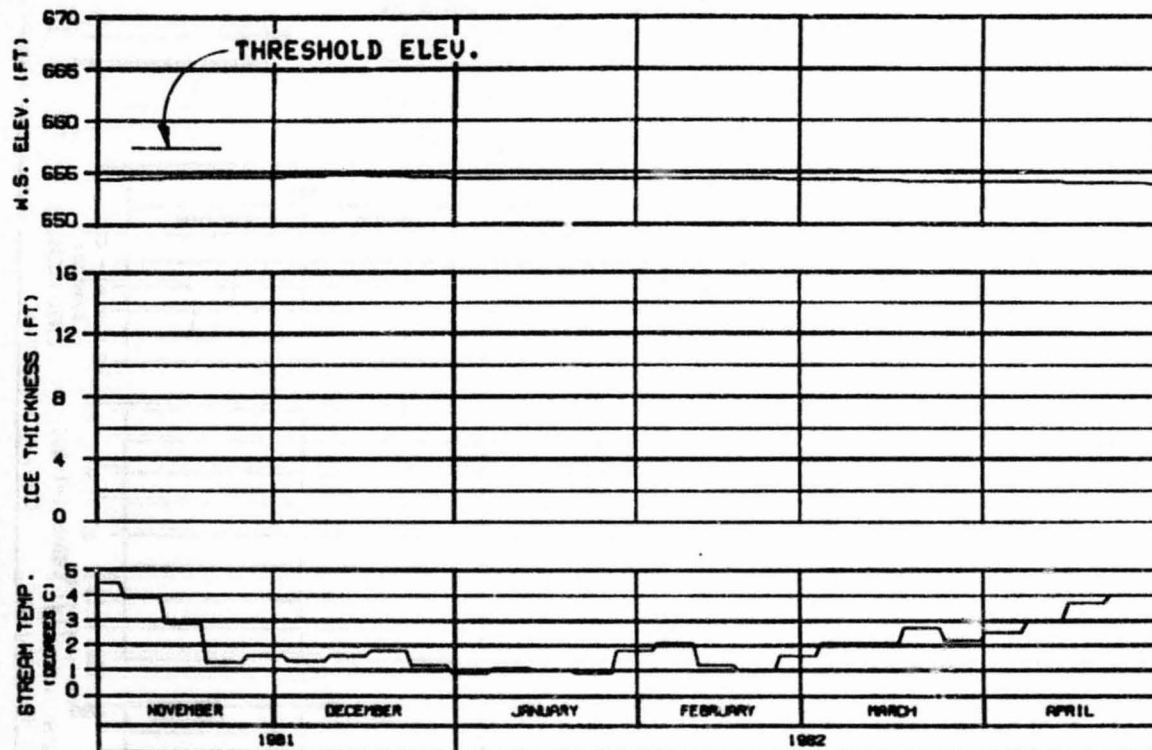 670
THRESHOLD ELEV.
665
660
655
650
W.S. ELEV. (FT)
16
12
8
4
0
ICE THICKNESS (FT)
5
4
3
2
1
0
STREAM TEMP.
(DEGREES C)
NOVEMBER DECEMBER JANUARY FEBRUARY MARCH APRIL
1981 1982